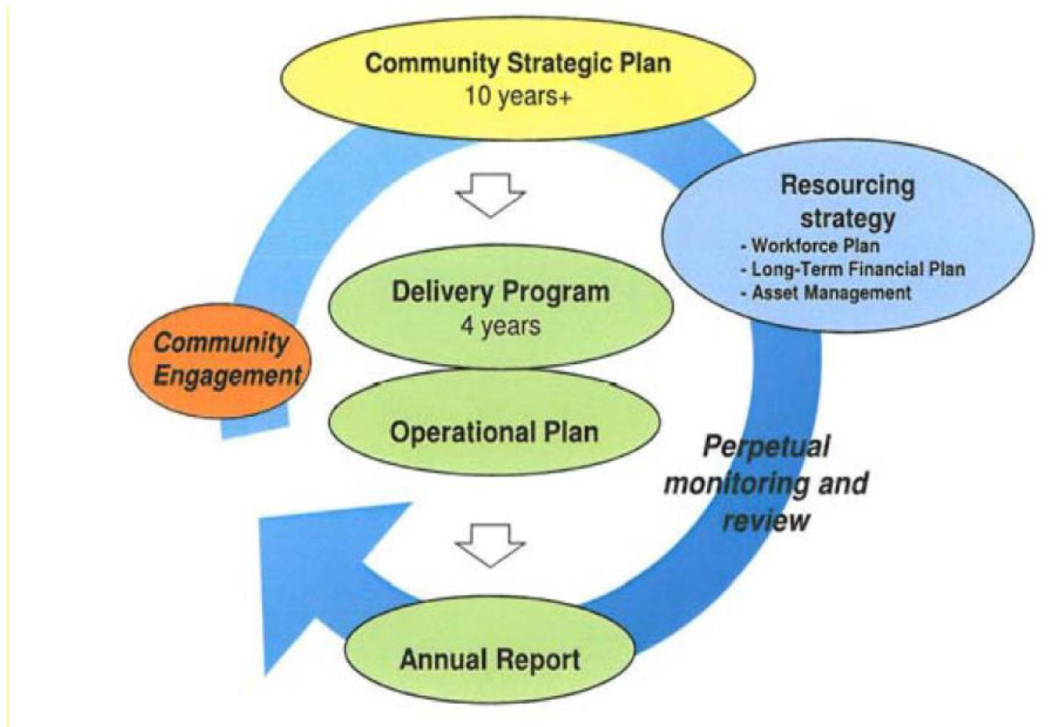 Community Strategic Plan
10 years+
Resourcing
strategy
- Workforce Plan
- Long-Term Financial Plan
- Asset Management
Delivery Program
4 years
Community
Engagement
Operational Plan
Perpetual
monitoring and
review
Annual Report